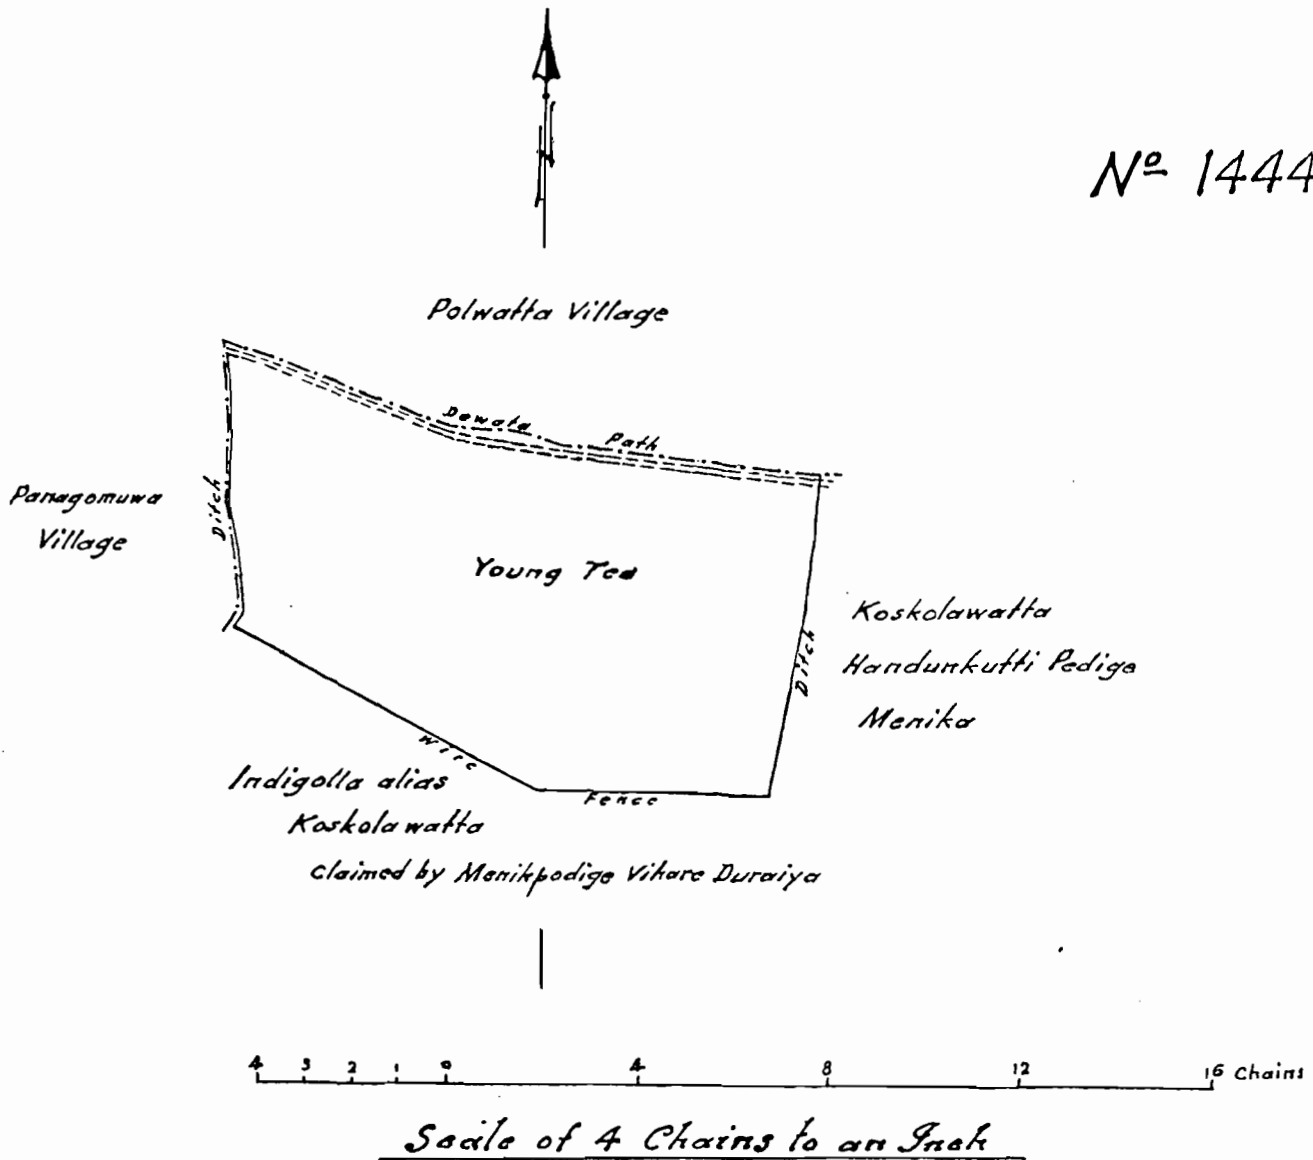 N
Nº 1444
Polwatta Village
Dewata Path
Panagomuwa
Village
Ditch
Young Tea
Koskolawatta
Handunkutti Pedige
Menika
Ditch
Wire Fence
Indigolla alias
Koskolawatta
claimed by Menikpodige Vihare Duraiya
4 3 2 1 0 4 8 12 16 Chains
Scale of 4 Chains to an Inch